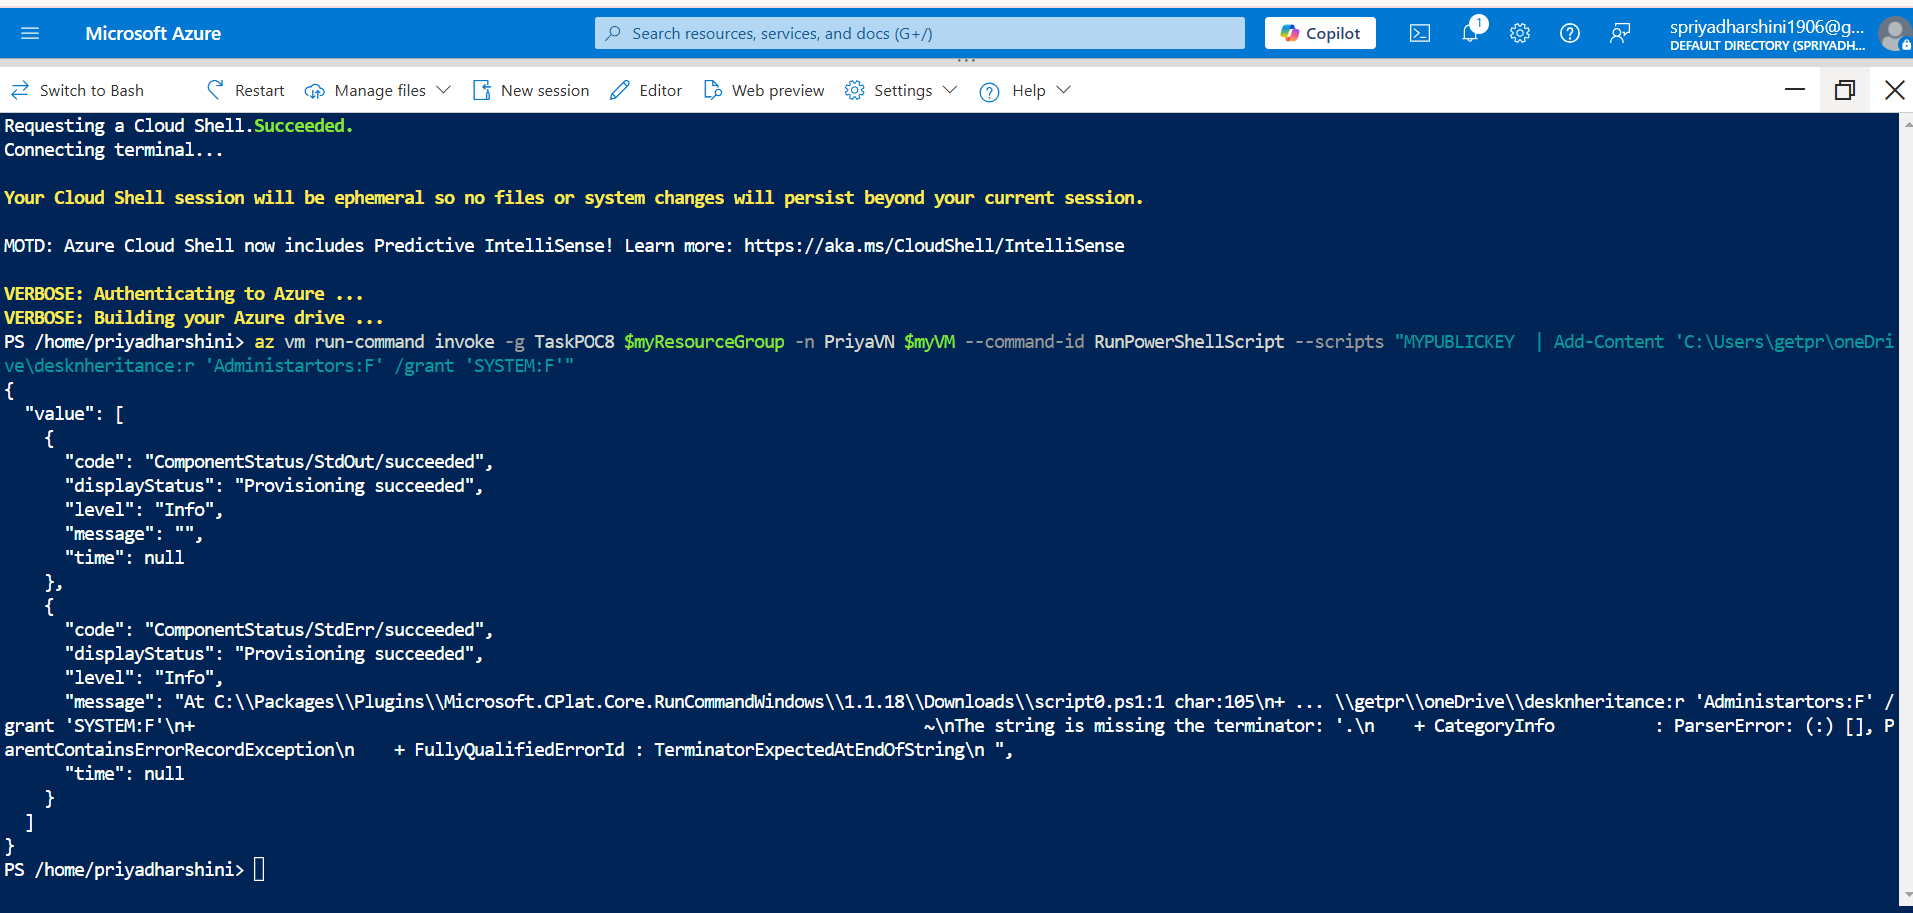 Microsoft Azure
Search resources, services, and docs (G+/)
Copilot
1
spriyadharshini1906@g...
DEFAULT DIRECTORY (SPRIYADH...
Switch to Bash
Restart
Manage files
New session
Editor
Web preview
Settings
Help
Requesting a Cloud Shell.Succeeded.
Connecting terminal...
Your Cloud Shell session will be ephemeral so no files or system changes will persist beyond your current session.
MOTD: Azure Cloud Shell now includes Predictive IntelliSense! Learn more: https://aka.ms/CloudShell/IntelliSense
VERBOSE: Authenticating to Azure ...
VERBOSE: Building your Azure drive ...
PS /home/priyadharshini> az vm run-command invoke -g TaskPOC8 $myResourceGroup -n PriyaVN $myVM --command-id RunPowerShellScript --scripts "MYPUBLICKEY  | Add-Content 'C:\Users\getpr\oneDri
ve\desknheritance:r 'Administartors:F' /grant 'SYSTEM:F'"
{
"value": [
{
"code": "ComponentStatus/StdOut/succeeded",
"displayStatus": "Provisioning succeeded",
"level": "Info",
"message": "",
"time": null
},
{
"code": "ComponentStatus/StdErr/succeeded",
"displayStatus": "Provisioning succeeded",
"level": "Info",
"message": "At C:\\Packages\\Plugins\\Microsoft.CPlat.Core.RunCommandWindows\\1.1.18\\Downloads\\script0.ps1:1 char:105\n+ ... \\getpr\\oneDrive\\desknheritance:r 'Administartors:F' /
grant 'SYSTEM:F'\n+ ~\nThe string is missing the terminator: '.\n    + CategoryInfo          : ParserError: (:) [], P
arentContainsErrorRecordException\n    + FullyQualifiedErrorId : TerminatorExpectedAtEndOfString\n ",
"time": null
}
]
}
PS /home/priyadharshini>